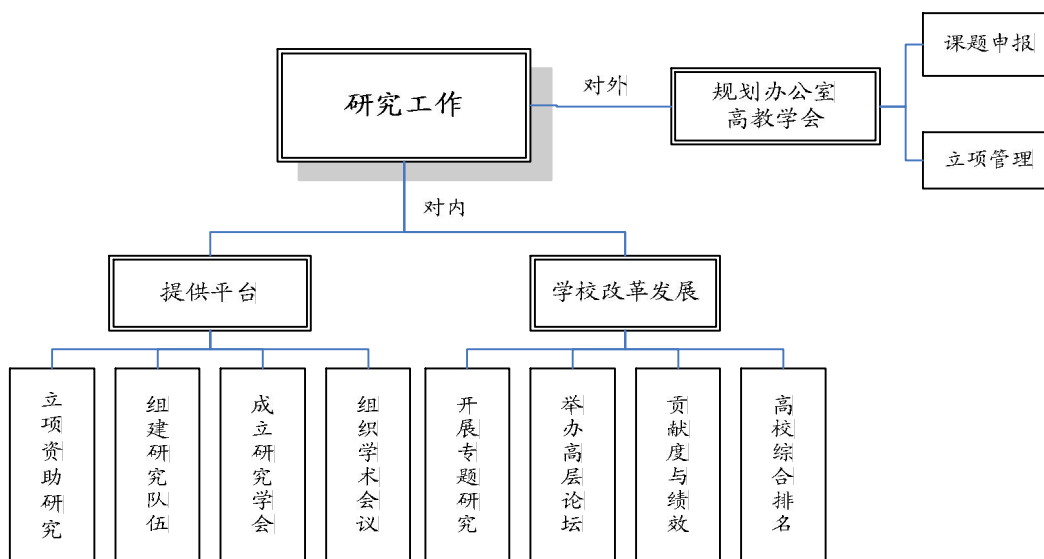 研究工作
对外
规划办公室
高教学会
课题申报
立项管理
对内
提供平台
学校改革发展
立项资助研究
组建研究队伍
成立研究学会
组织学术会议
开展专题研究
举办高层论坛
贡献度与绩效
高校综合排名